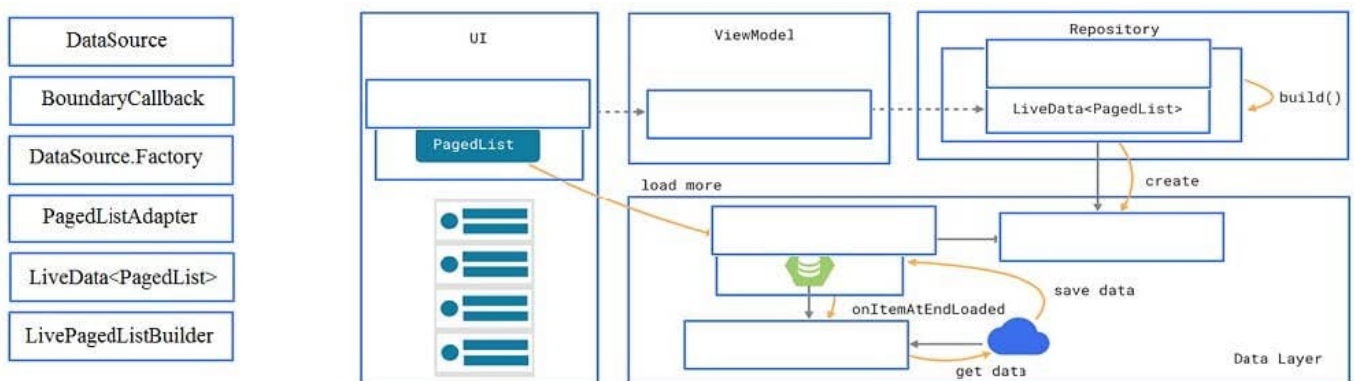 DataSource
BoundaryCallback
DataSource.Factory
PagedListAdapter
LiveData<PagedList>
LivePagedListBuilder
UI
PagedList
ViewModel
Repository
LiveData<PagedList>
build()
load more
create
onItemAtEndLoaded
save data
get data
Data Layer